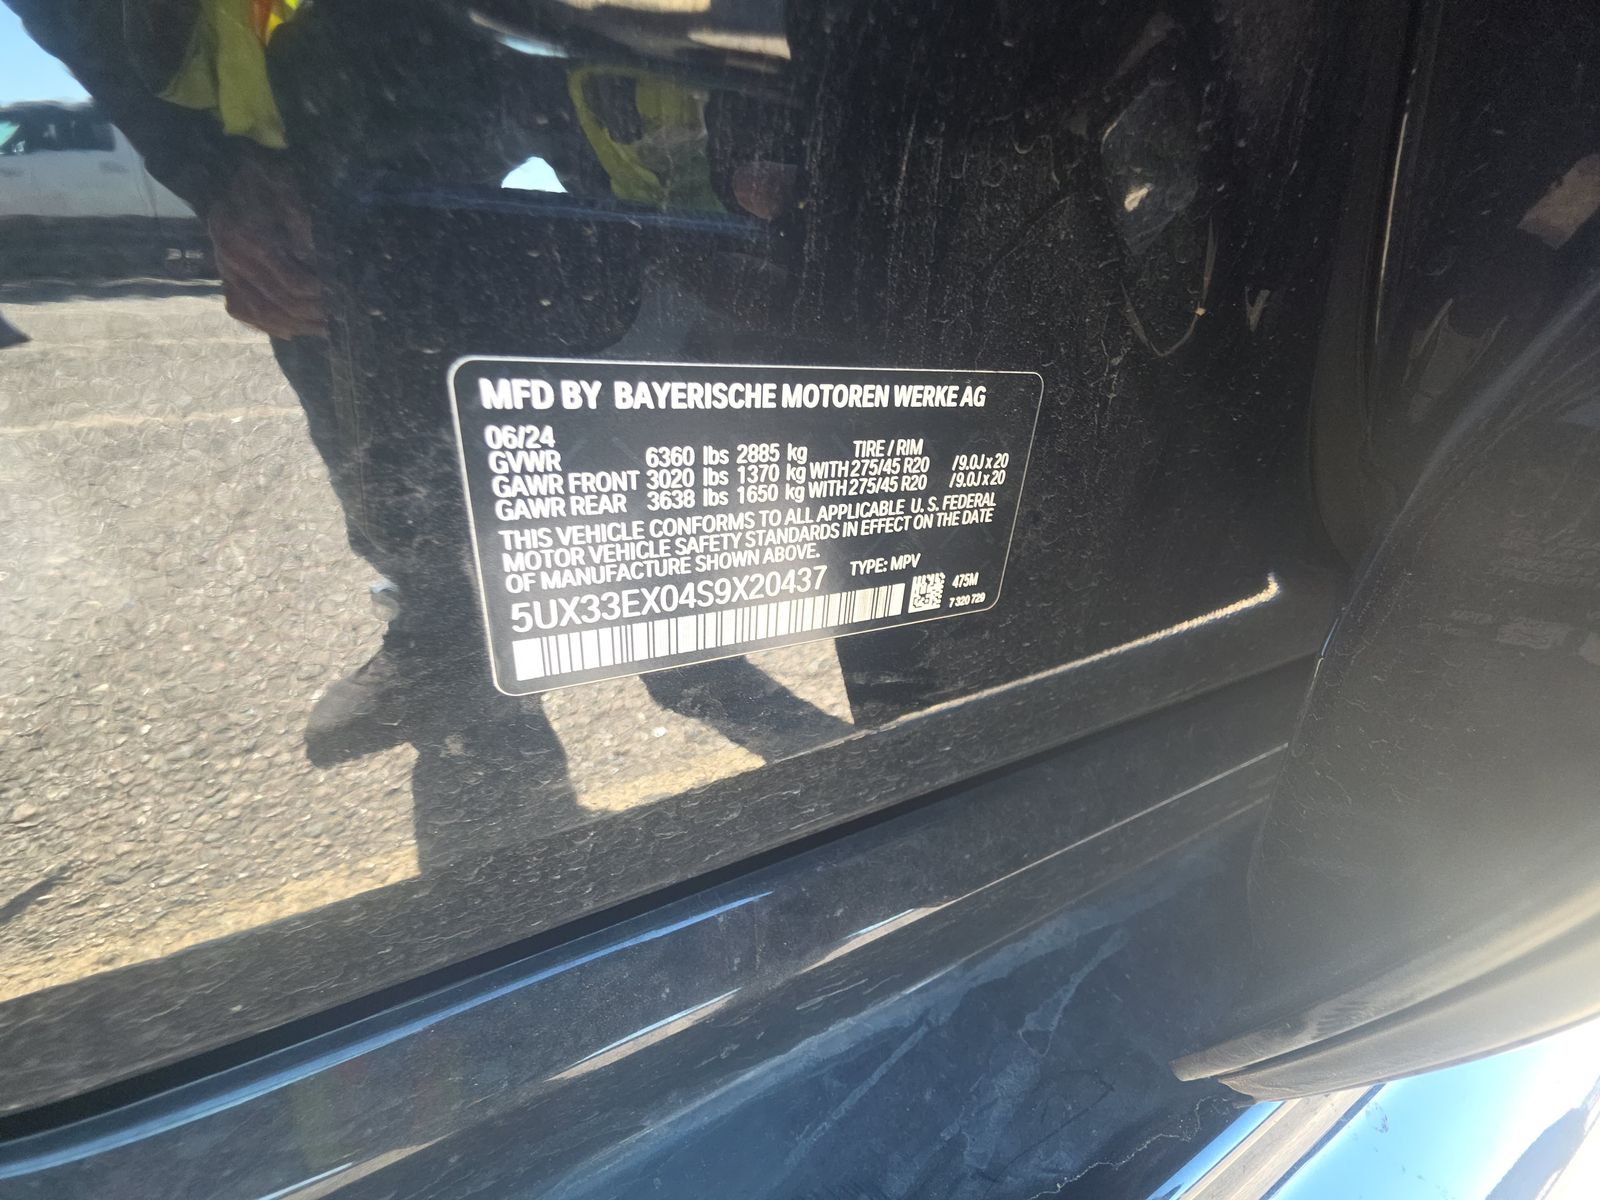 MFD BY BAYERISCHE MOTOREN WERKE AG
06/24
GVWR 6360 lbs 2885 kg TIRE / RIM
GAWR FRONT 3020 lbs 1370 kg WITH 275/45 R20 /9.0J x 20
GAWR REAR 3638 lbs 1650 kg WITH 275/45 R20 /9.0J x 20
THIS VEHICLE CONFORMS TO ALL APPLICABLE U. S. FEDERAL
MOTOR VEHICLE SAFETY STANDARDS IN EFFECT ON THE DATE
OF MANUFACTURE SHOWN ABOVE.
5UX33EX04S9X20437 TYPE: MPV
475M
7 320 729